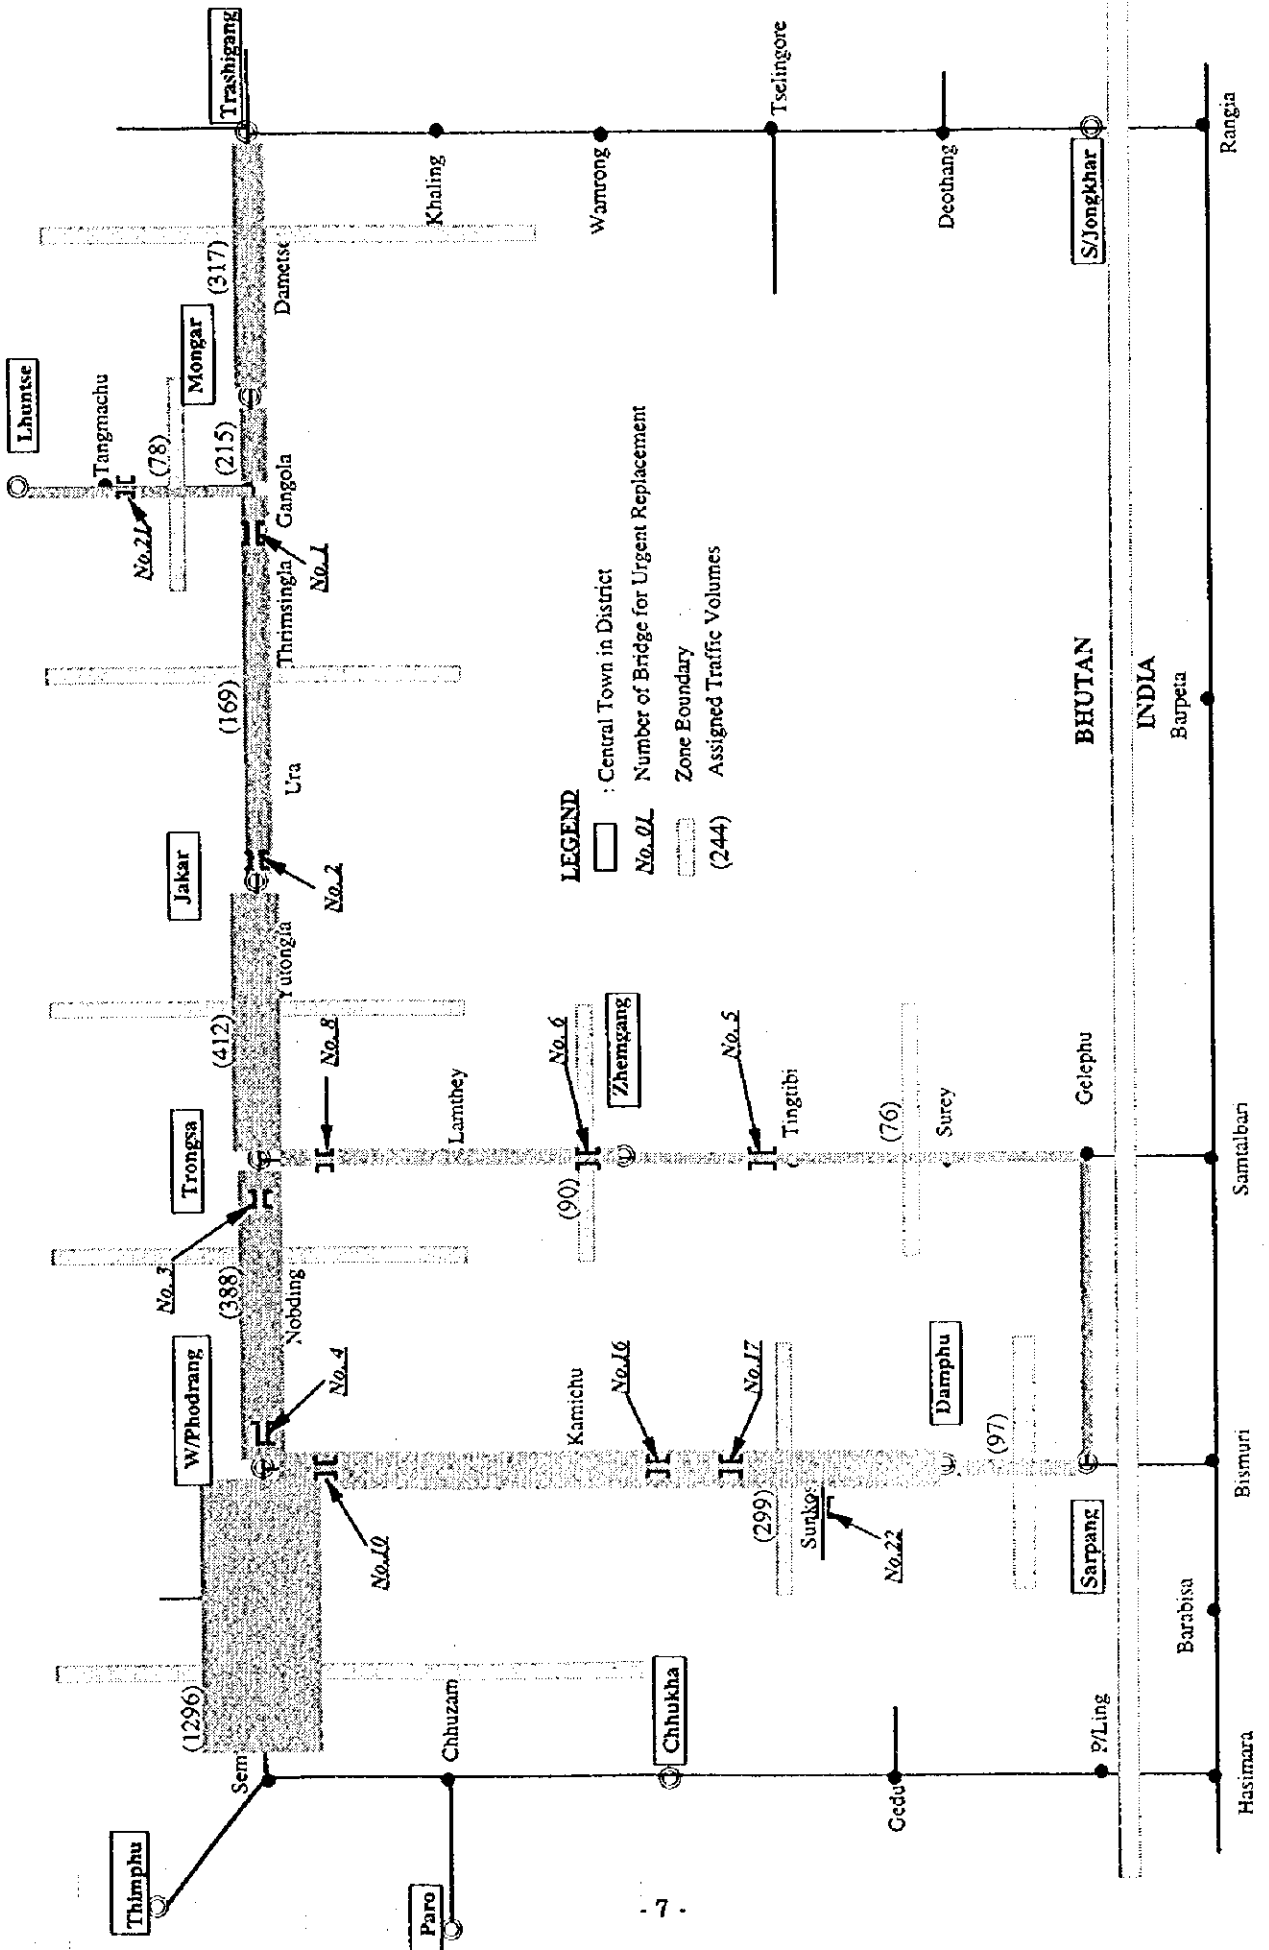 Thimphu
Paro
Sem
Chhuzam
Chhukha
Gedu
P/Ling
Hasimara
(1296)
W/Phodrang
No.4
No.10
Nobding
(388)
No.3
Kamichu
No.16
No.17
(299)
Sunkos
No.22
Damphu
(97)
Sarpang
Barabisa
Bismuri
Trongsa
(412)
No.8
Yutongla
Lamthey
No.6
(90)
Zhemgang
No.5
Tingtibi
(76)
Surey
Gelephu
Samtalbari
Jakar
No.2
Ura
(169)
Thrimsingla
No.1
Gangola
(215)
Lhuntse
Tangmachu
No.21
(78)
Mongar
(317)
Dametse
Trashigang
Khaling
Wamrong
Tselingore
Deothang
S/Jongkhar
Rangia
BHUTAN
INDIA
Barpeta
LEGEND
: Central Town in District
No.01 Number of Bridge for Urgent Replacement
Zone Boundary
(244) Assigned Traffic Volumes
- 7 -